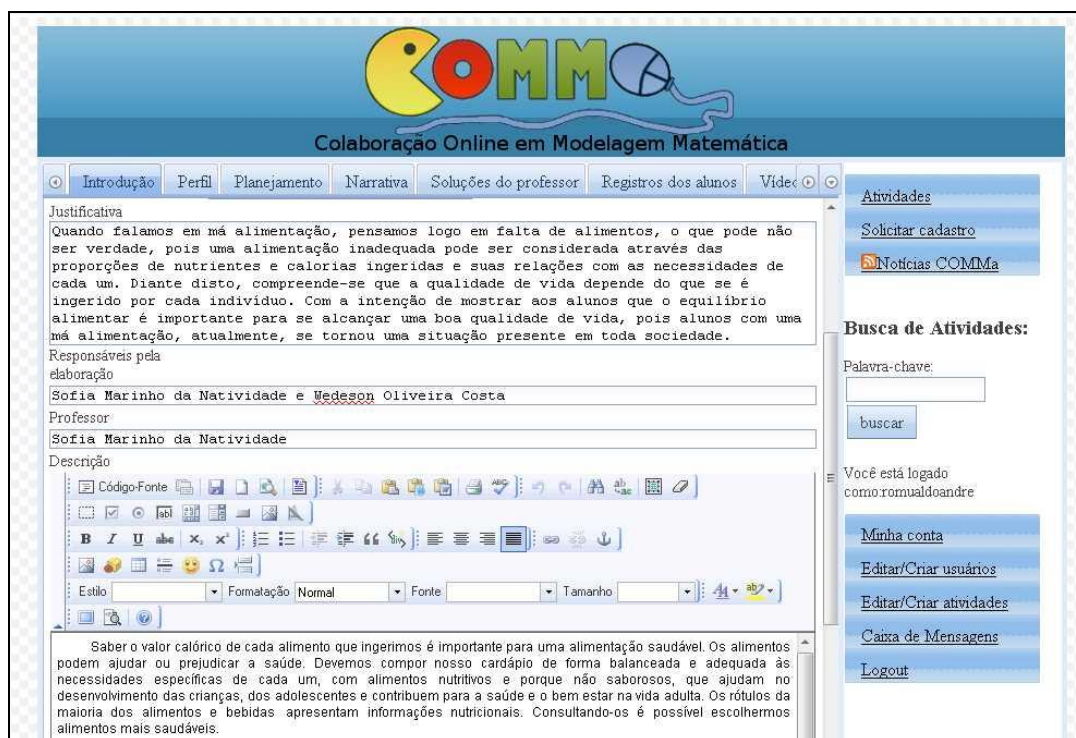 COMMa
Colaboração Online em Modelagem Matemática
Introdução Perfil Planejamento Narrativa Soluções do professor Registros dos alunos
Justificativa
Quando falamos em má alimentação, pensamos logo em falta de alimentos, o que pode não
ser verdade, pois uma alimentação inadequada pode ser considerada através das
proporções de nutrientes e calorias ingeridas e suas relações com as necessidades de
cada um. Diante disto, compreende-se que a qualidade de vida depende do que se é
ingerido por cada indivíduo. Com a intenção de mostrar aos alunos que o equilíbrio
alimentar é importante para se alcançar uma boa qualidade de vida, pois alunos com uma
má alimentação, atualmente, se tornou uma situação presente em toda sociedade.
Responsáveis pela
elaboração
Sofia Marinho da Natividade e Wedeson Oliveira Costa
Professor
Sofia Marinho da Natividade
Descrição
Código-Fonte
Estilo Formatação Normal Fonte Tamanho
Saber o valor calórico de cada alimento que ingerimos é importante para uma alimentação saudável. Os alimentos
podem ajudar ou prejudicar a saúde. Devemos compor nosso cardápio de forma balanceada e adequada às
necessidades específicas de cada um, com alimentos nutritivos e porque não saborosos, que ajudam no
desenvolvimento das crianças, dos adolescentes e contribuem para a saúde e o bem estar na vida adulta. Os rótulos da
maioria dos alimentos e bebidas apresentam informações nutricionais. Consultando-os é possível escolhermos
alimentos mais saudáveis.
Atividades
Solicitar cadastro
Notícias COMMa
Busca de Atividades:
Palavra-chave:
buscar
Você está logado
como:romualdoandre
Minha conta
Editar/Criar usuários
Editar/Criar atividades
Caixa de Mensagens
Logout